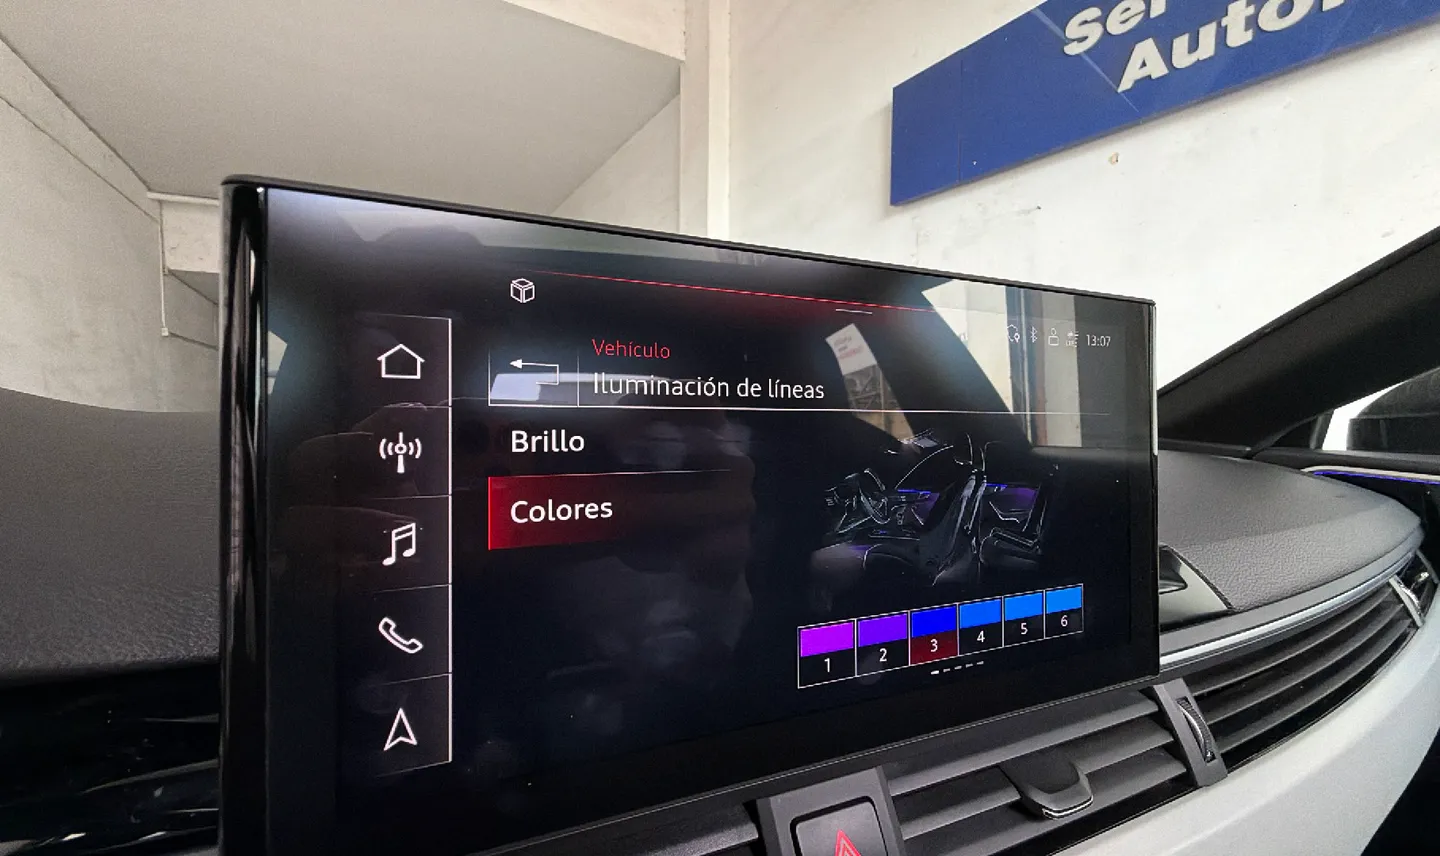 Ser
Auto
13:07
Vehículo
Iluminación de líneas
Brillo
Colores
1 2 3 4 5 6